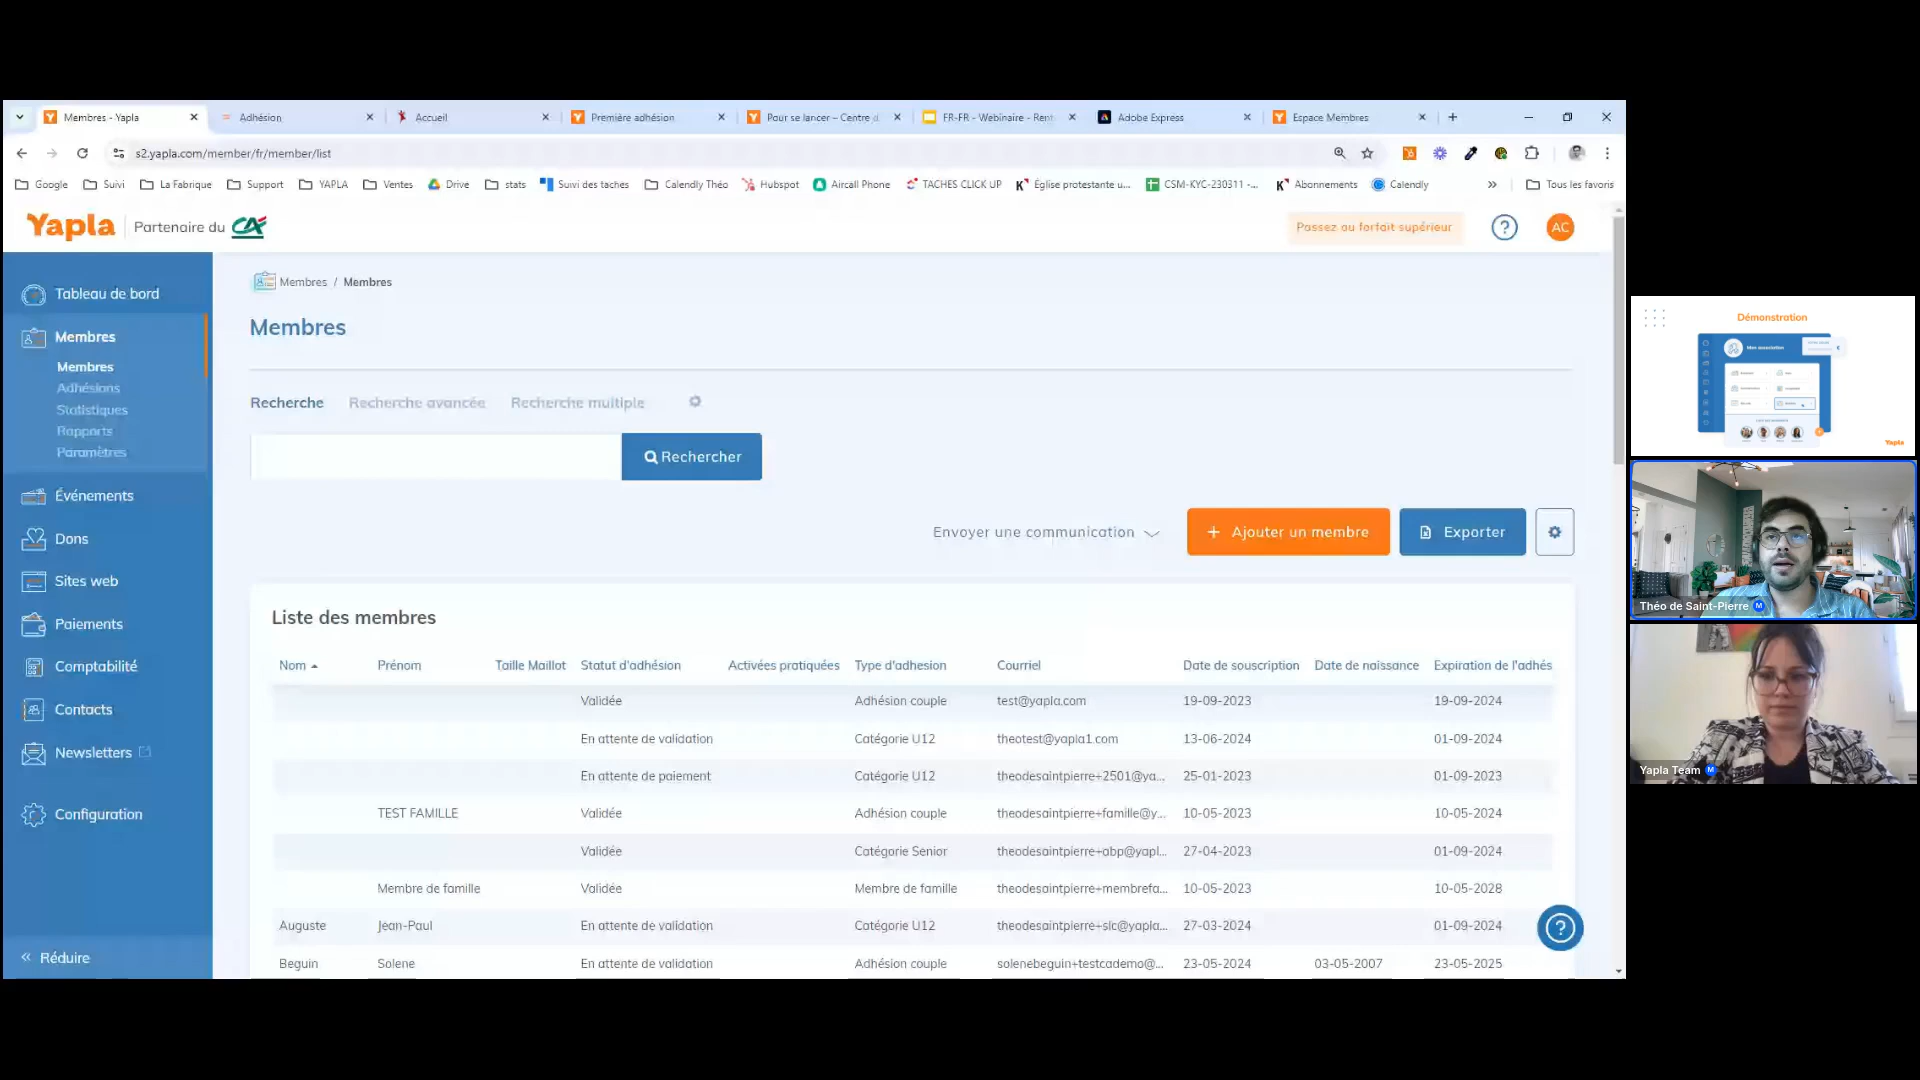 Membres - Yapla
Adhésion
Accueil
Première adhésion
Pour se lancer – Centre d
FR-FR - Webinaire - Rent
Adobe Express
Espace Membres
s2.yapla.com/member/fr/member/list
Google
Suivi
La Fabrique
Support
YAPLA
Ventes
Drive
stats
Suivi des taches
Calendly Théo
Hubspot
Aircall Phone
TACHES CLICK UP
Église protestante u...
CSM-KYC-230311 -...
Abonnements
Calendly
Tous les favoris
Yapla Partenaire du CA
Passez au forfait supérieur
?
AC
Tableau de bord
Membres
Membres
Adhésions
Statistiques
Rapports
Paramètres
Événements
Dons
Sites web
Paiements
Comptabilité
Contacts
Newsletters
Configuration
« Réduire
Membres / Membres
Membres
Recherche Recherche avancée Recherche multiple
Rechercher
Envoyer une communication
+ Ajouter un membre
Exporter
Liste des membres
Nom Prénom Taille Maillot Statut d'adhésion Activées pratiquées Type d'adhesion Courriel Date de souscription Date de naissance Expiration de l'adhés
Validée Adhésion couple test@yapla.com 19-09-2023 19-09-2024
En attente de validation Catégorie U12 theotest@yapla1.com 13-06-2024 01-09-2024
En attente de paiement Catégorie U12 theodesaintpierre+2501@ya... 25-01-2023 01-09-2023
TEST FAMILLE Validée Adhésion couple theodesaintpierre+famille@y... 10-05-2023 10-05-2024
Validée Catégorie Senior theodesaintpierre+abp@yapl... 27-04-2023 01-09-2024
Membre de famille Validée Membre de famille theodesaintpierre+membrefa... 10-05-2023 10-05-2028
Auguste Jean-Paul En attente de validation Catégorie U12 theodesaintpierre+slc@yapla... 27-03-2024 01-09-2024
Beguin Solene En attente de validation Adhésion couple solenebeguin+testcademo@... 23-05-2024 03-05-2007 23-05-2025
?
Démonstration
Mon association
Yapla
Théo de Saint-Pierre M
Yapla Team M